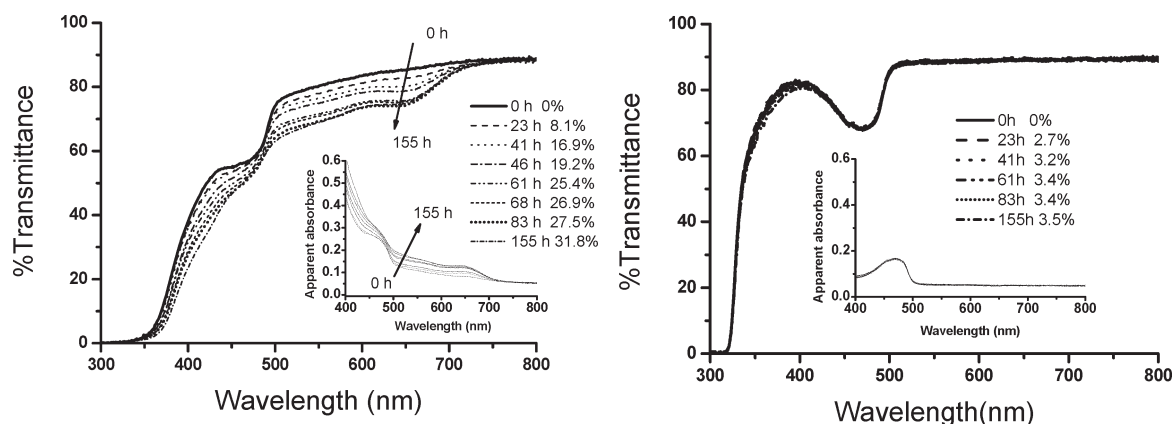 100
80
60
40
20
0
%Transmittance
300 400 500 600 700 800
Wavelength (nm)
0 h
155 h
0 h 0%
23 h 8.1%
41 h 16.9%
46 h 19.2%
61 h 25.4%
68 h 26.9%
83 h 27.5%
155 h 31.8%
0.6
0.5
0.4
0.3
0.2
0.1
0.0
Apparent absorbance
155 h
0 h
400 500 600 700 800
Wavelength (nm)
100
80
60
40
20
0
%Transmittance
300 400 500 600 700 800
Wavelength(nm)
0h 0%
23h 2.7%
41h 3.2%
61h 3.4%
83h 3.4%
155h 3.5%
0.6
0.4
0.2
0.0
Apparent absorbance
400 500 600 700 800
Wavelength (nm)